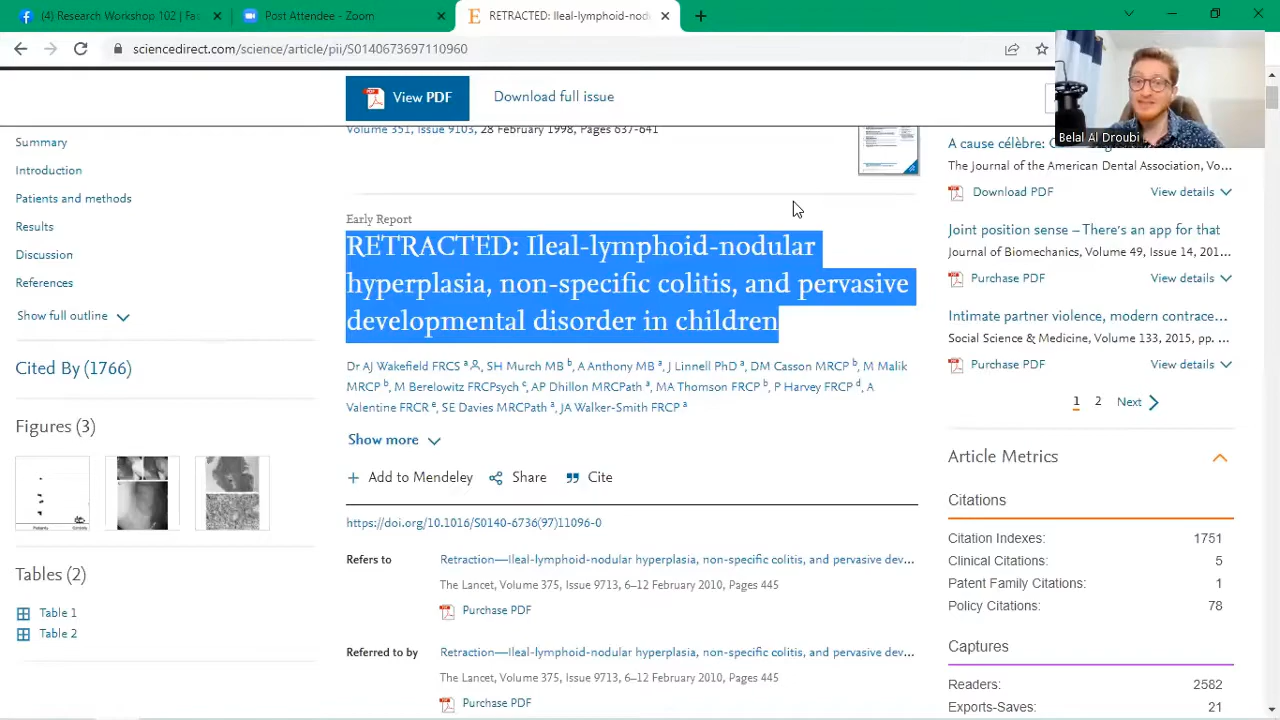 (4) Research Workshop 102 | Fa
Post Attendee - Zoom
RETRACTED: Ileal-lymphoid-nod
sciencedirect.com/science/article/pii/S0140673697110960
View PDF
Download full issue
Belal Al Droubi
Summary
Introduction
Patients and methods
Results
Discussion
References
Show full outline
Cited By (1766)
Figures (3)
Tables (2)
Table 1
Table 2
Volume 351, Issue 9103, 28 February 1998, Pages 637-641
Early Report
RETRACTED: Ileal-lymphoid-nodular
hyperplasia, non-specific colitis, and pervasive
developmental disorder in children
Dr AJ Wakefield FRCS a, SH Murch MB b, A Anthony MB a, J Linnell PhD a, DM Casson MRCP b, M Malik
MRCP b, M Berelowitz FRCPsych c, AP Dhillon MRCPath a, MA Thomson FRCP b, P Harvey FRCP d, A
Valentine FRCR e, SE Davies MRCPath a, JA Walker-Smith FRCP a
Show more
Add to Mendeley Share Cite
https://doi.org/10.1016/S0140-6736(97)11096-0
Refers to
Retraction—Ileal-lymphoid-nodular hyperplasia, non-specific colitis, and pervasive dev...
The Lancet, Volume 375, Issue 9713, 6–12 February 2010, Pages 445
Purchase PDF
Referred to by
Retraction—Ileal-lymphoid-nodular hyperplasia, non-specific colitis, and pervasive dev...
The Lancet, Volume 375, Issue 9713, 6–12 February 2010, Pages 445
Purchase PDF
A cause célèbre:
The Journal of the American Dental Association, Vo...
Download PDF View details
Joint position sense – There's an app for that
Journal of Biomechanics, Volume 49, Issue 14, 201...
Purchase PDF View details
Intimate partner violence, modern contrace...
Social Science & Medicine, Volume 133, 2015, pp. ...
Purchase PDF View details
1 2 Next
Article Metrics
Citations
Citation Indexes: 1751
Clinical Citations: 5
Patent Family Citations: 1
Policy Citations: 78
Captures
Readers: 2582
Exports-Saves: 21